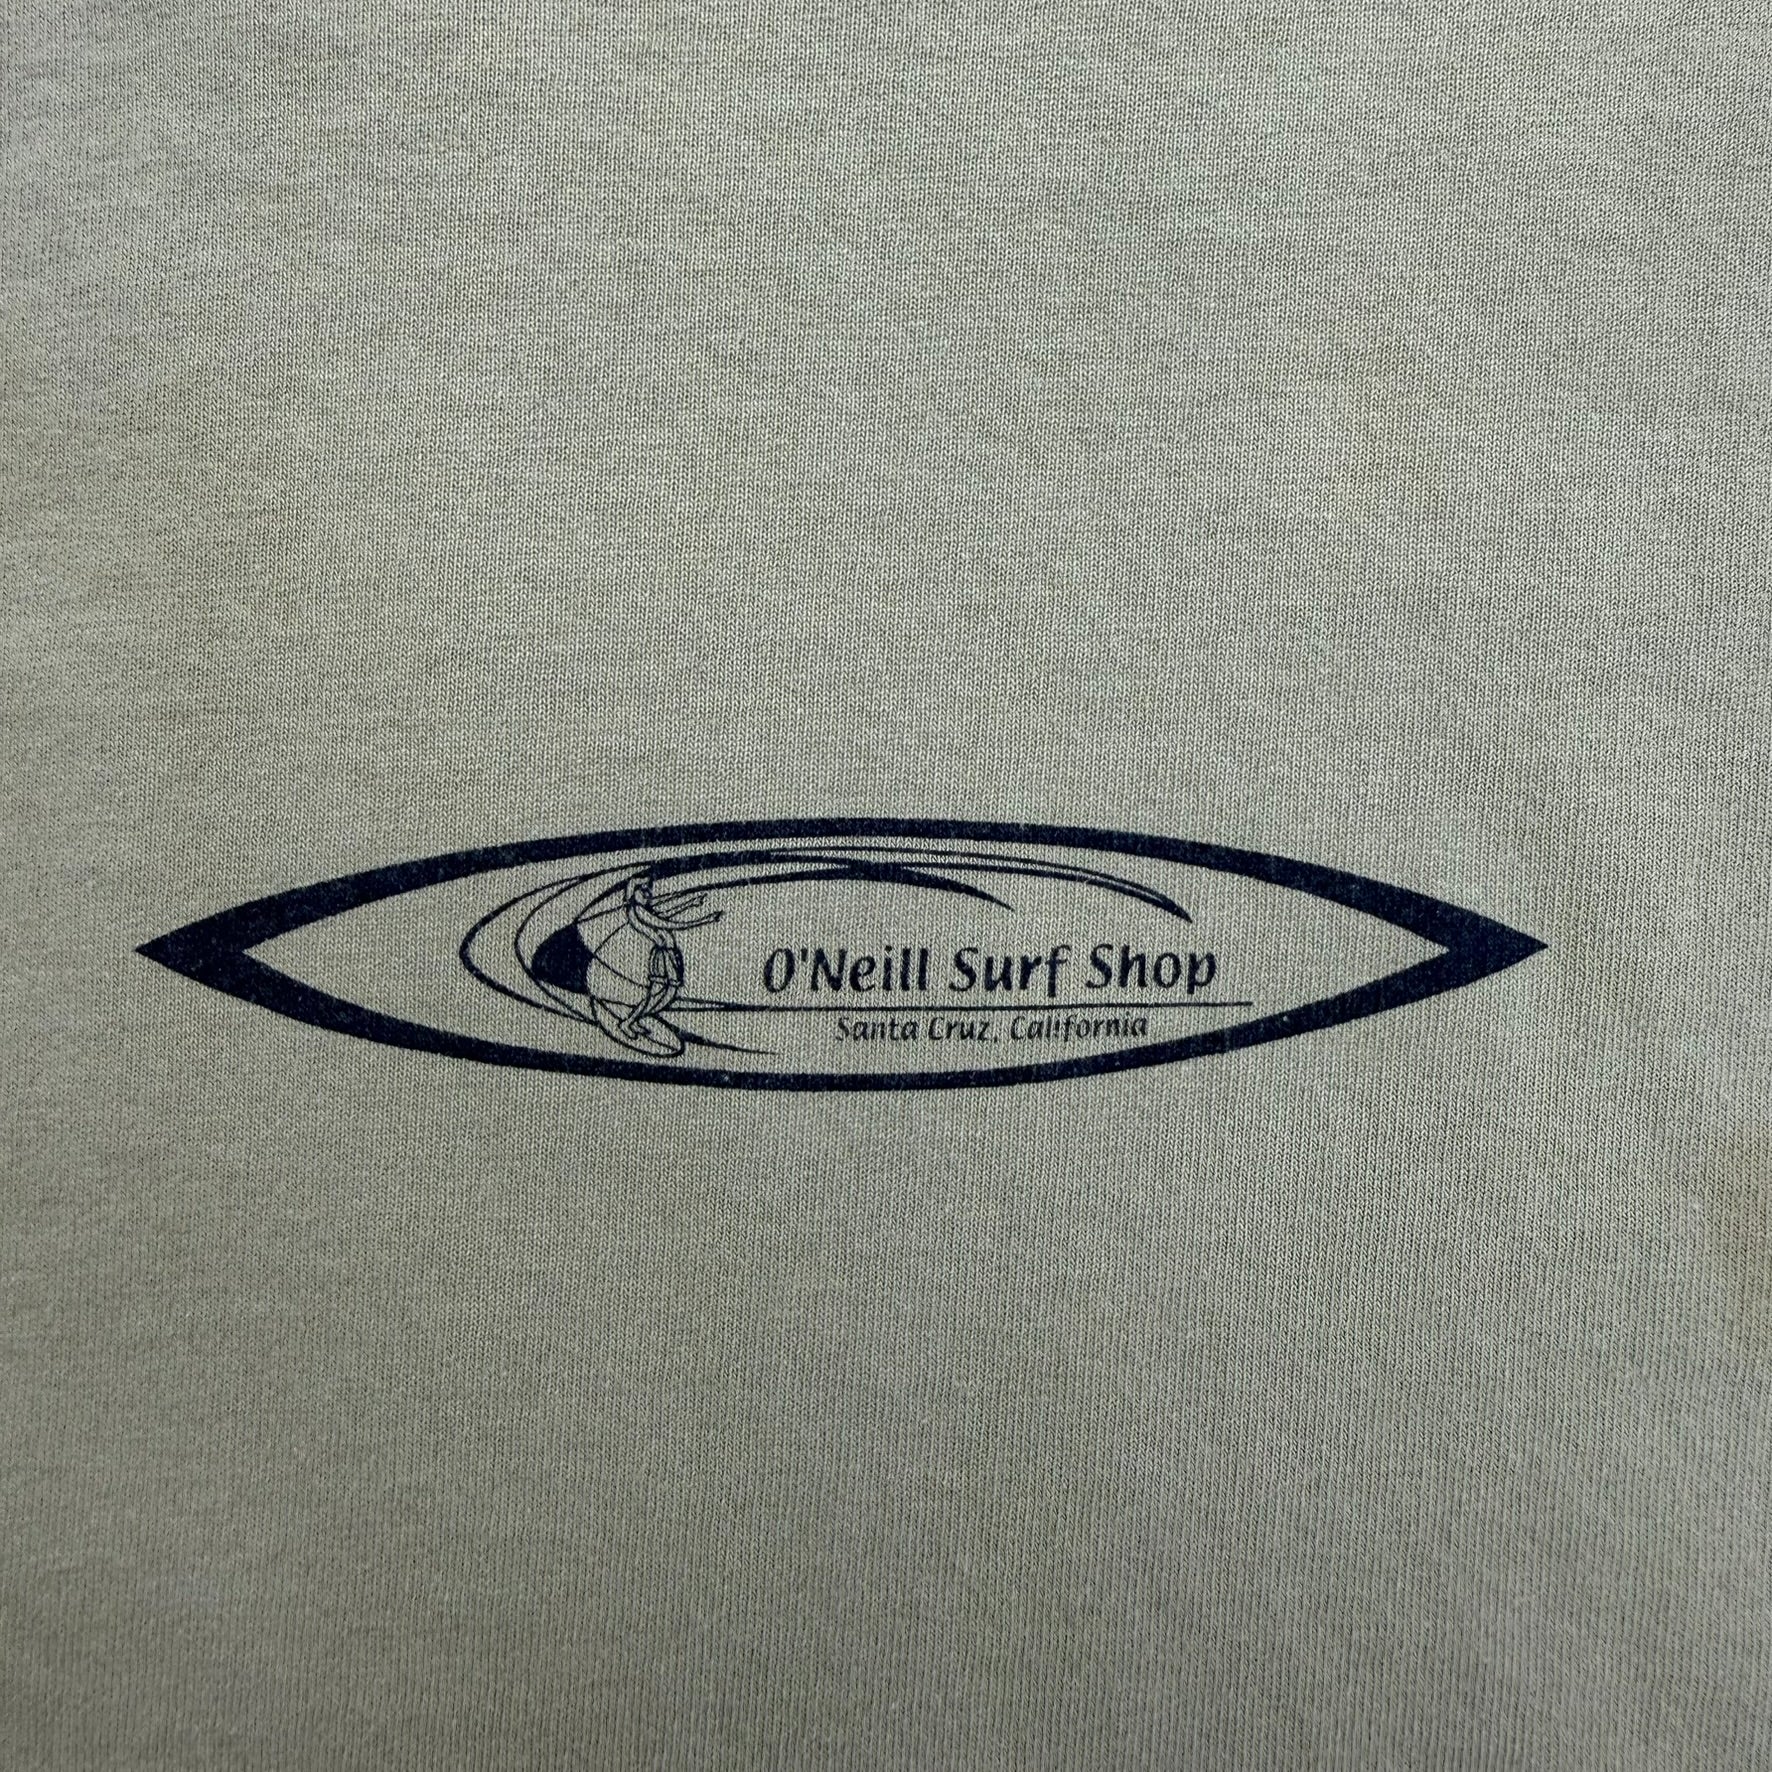 O'Neill Surf Shop
Santa Cruz, California